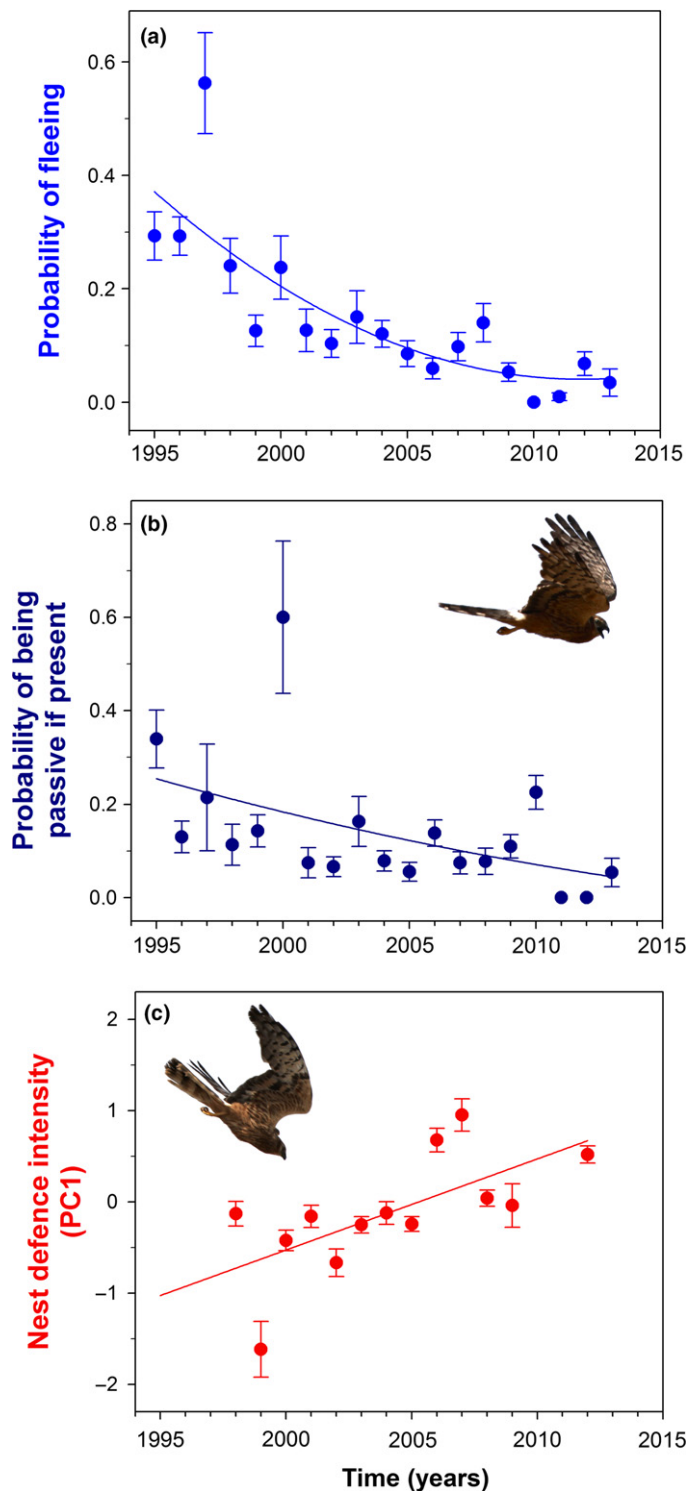 (a)
Probability of fleeing
0.6
0.4
0.2
0.0
1995 2000 2005 2010 2015
(b)
Probability of being
passive if present
0.8
0.6
0.4
0.2
0.0
1995 2000 2005 2010 2015
(c)
Nest defence intensity
(PC1)
2
1
0
−1
−2
1995 2000 2005 2010 2015
Time (years)